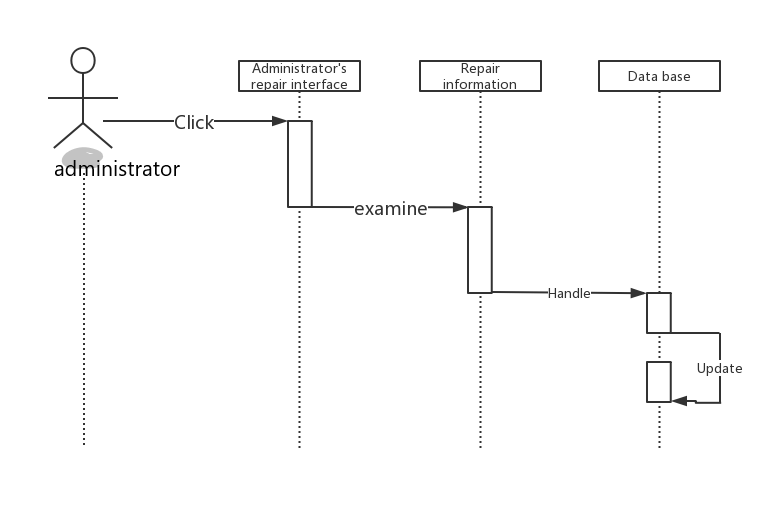 Administrator's
repair interface
Repair
information
Data base
Click
administrator
examine
Handle
Update